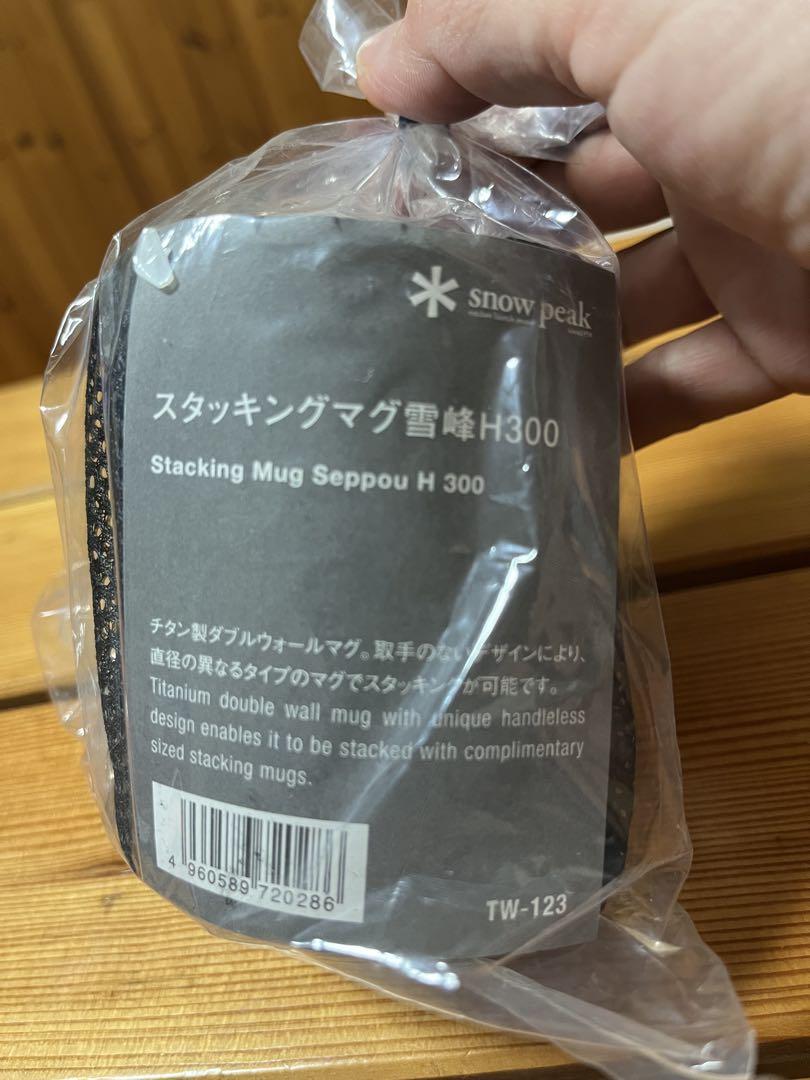 snow peak
スタッキングマグ雪峰H300
Stacking Mug Seppou H 300
チタン製ダブルウォールマグ。取手のないデザインにより、
直径の異なるタイプのマグでスタッキングが可能です。
Titanium double wall mug with unique handleless
design enables it to be stacked with complimentary
sized stacking mugs.
4 960589 720286
TW-123